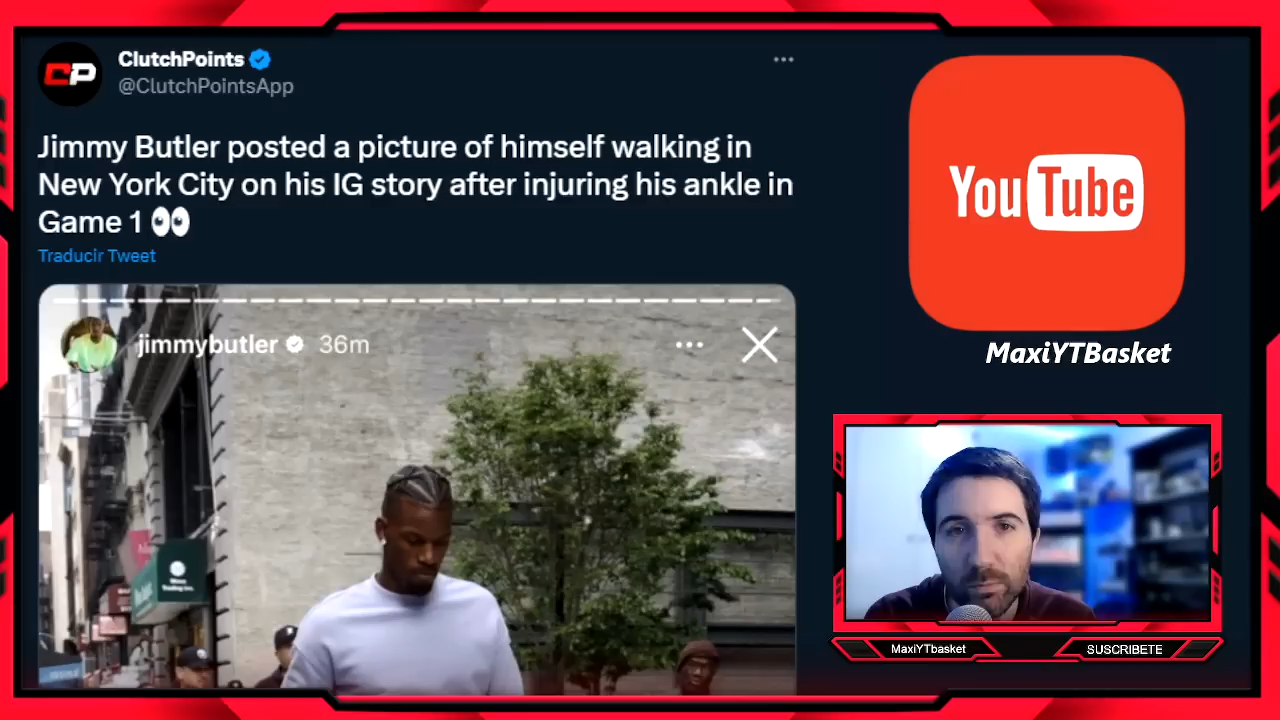 ClutchPoints
@ClutchPointsApp
Jimmy Butler posted a picture of himself walking in
New York City on his IG story after injuring his ankle in
Game 1 👀
Traducir Tweet
jimmybutler 36m
CP
YouTube
MaxiYTBasket
MaxiYTbasket
SUSCRIBETE